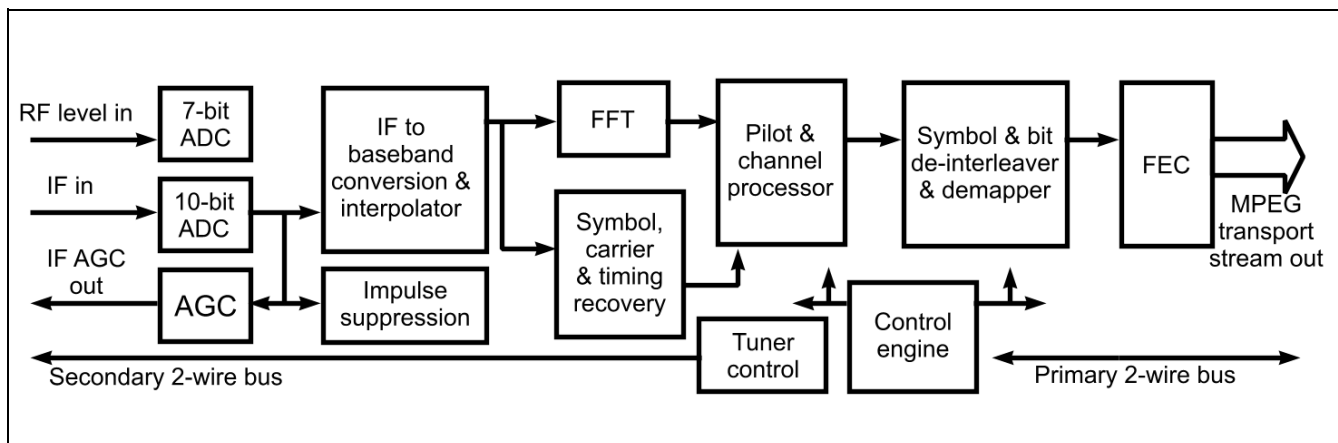 RF level in
7-bit
ADC
IF in
10-bit
ADC
IF AGC
out
AGC
IF to
baseband
conversion &
interpolator
Impulse
suppression
FFT
Symbol,
carrier
& timing
recovery
Pilot &
channel
processor
Symbol & bit
de-interleaver
& demapper
FEC
MPEG
transport
stream out
Tuner
control
Control
engine
Secondary 2-wire bus
Primary 2-wire bus